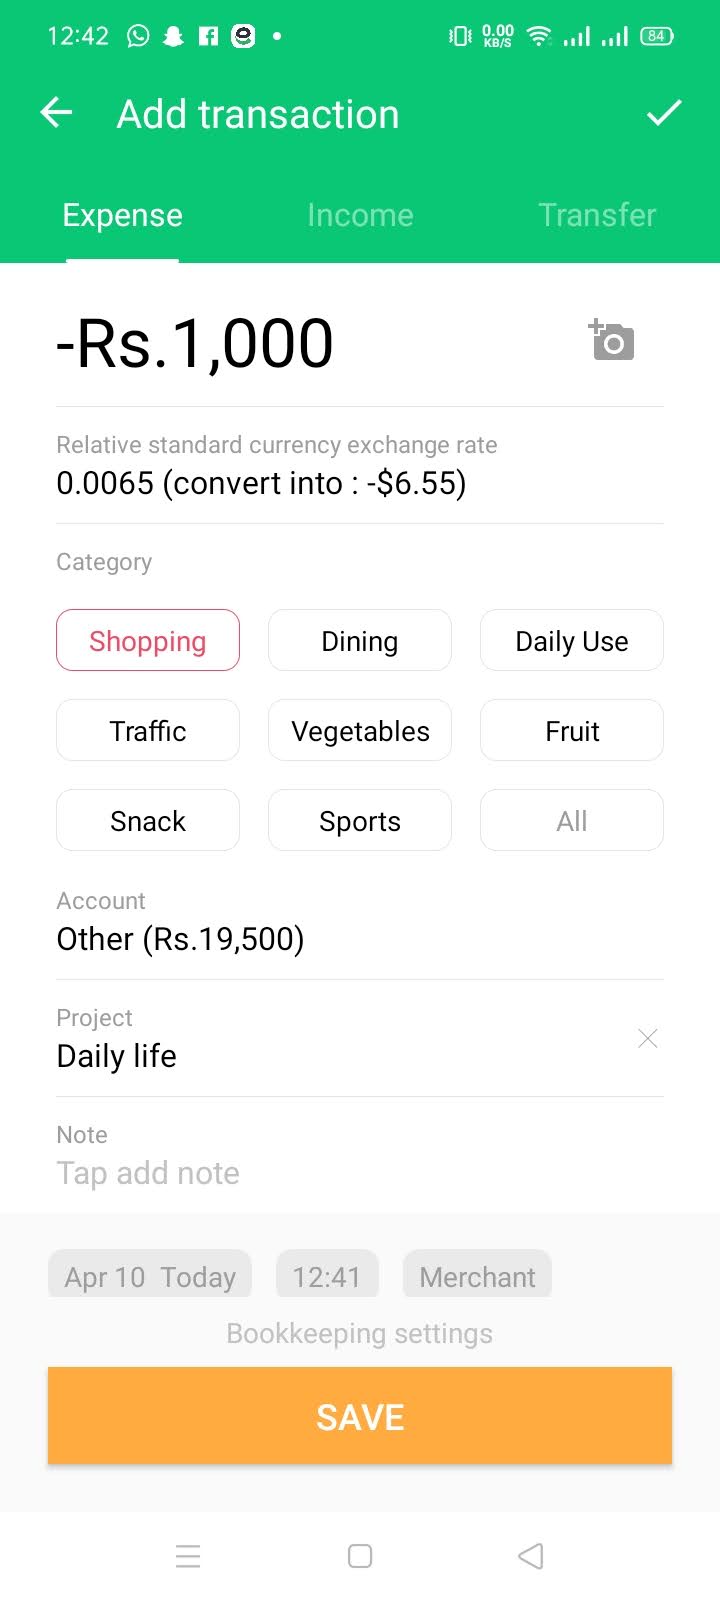 12:42 0.00 KB/S 84
Add transaction
Expense Income Transfer
-Rs.1,000
Relative standard currency exchange rate
0.0065 (convert into : -$6.55)
Category
Shopping Dining Daily Use
Traffic Vegetables Fruit
Snack Sports All
Account
Other (Rs.19,500)
Project
Daily life
Note
Tap add note
Apr 10 Today 12:41 Merchant
Bookkeeping settings
SAVE